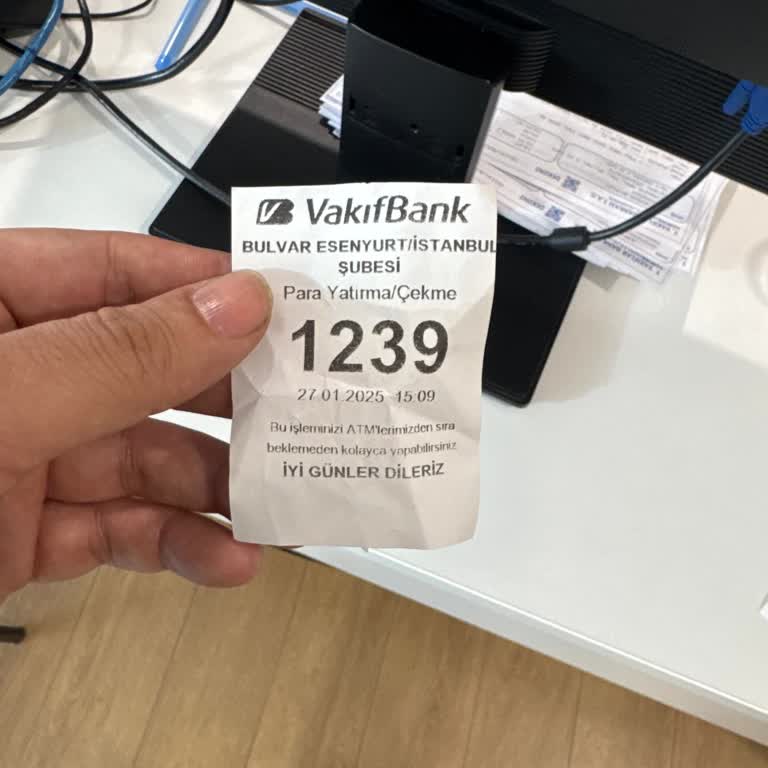 VakıfBank
BULVAR ESENYURT/İSTANBUL
ŞUBESİ
Para Yatırma/Çekme
1239
27.01.2025 15:09
Bu işleminizi ATM'lerimizden sıra
beklemeden kolayca yapabilirsiniz
İYİ GÜNLER DİLERİZ
DEKONT